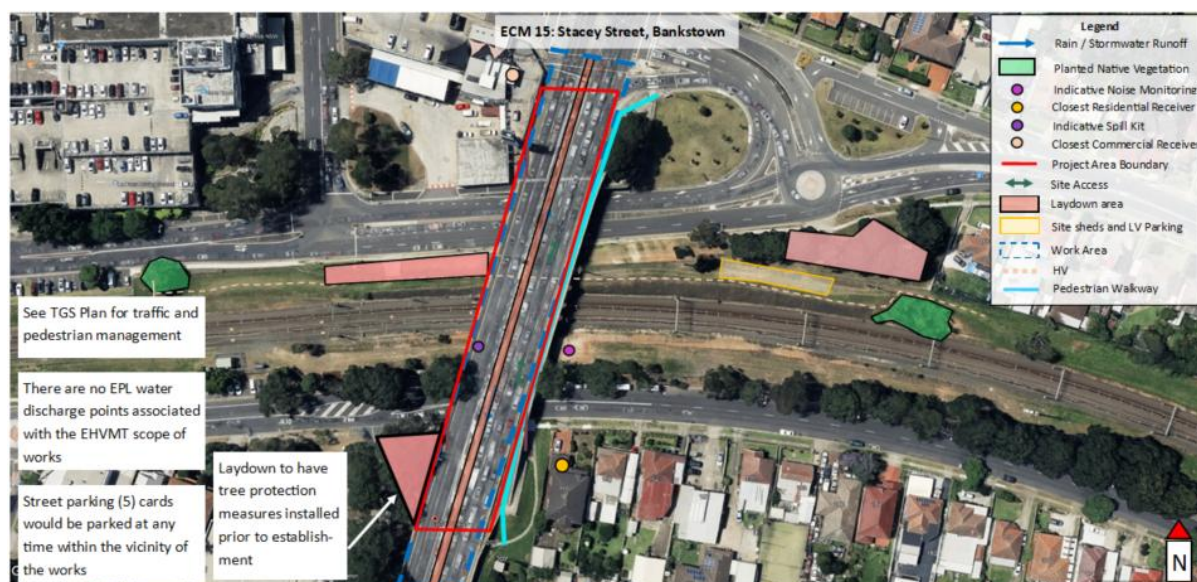 ECM 15: Stacey Street, Bankstown
Legend
Rain / Stormwater Runoff
Planted Native Vegetation
Indicative Noise Monitoring
Closest Residential Receiver
Indicative Spill Kit
Closest Commercial Receiver
Project Area Boundary
Site Access
Laydown area
Site sheds and LV Parking
Work Area
HV
Pedestrian Walkway
See TGS Plan for traffic and
pedestrian management
There are no EPL water
discharge points associated
with the EHVMT scope of
works
Street parking (5) cards
would be parked at any
time within the vicinity of
the works
Laydown to have
tree protection
measures installed
prior to establish-
ment
N